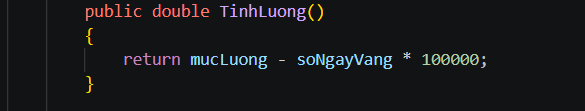 public double TinhLuong()
{
return mucLuong - soNgayVang * 100000;
}